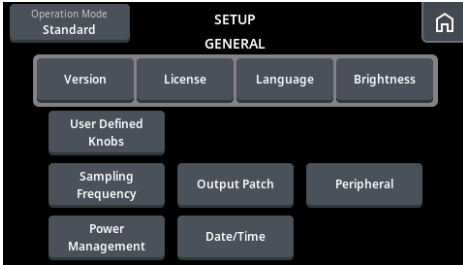 Operation Mode
Standard
SETUP
GENERAL
Version
License
Language
Brightness
User Defined
Knobs
Sampling
Frequency
Output Patch
Peripheral
Power
Management
Date/Time